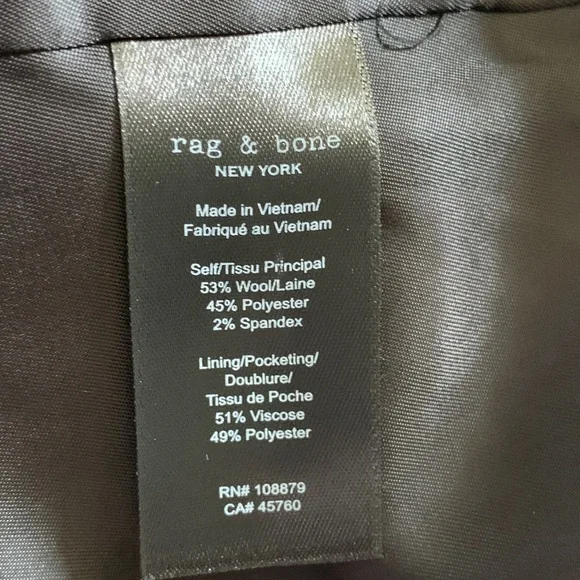 rag & bone
NEW YORK
Made in Vietnam/
Fabriqué au Vietnam
Self/Tissu Principal
53% Wool/Laine
45% Polyester
2% Spandex
Lining/Pocketing/
Doublure/
Tissu de Poche
51% Viscose
49% Polyester
RN# 108879
CA# 45760